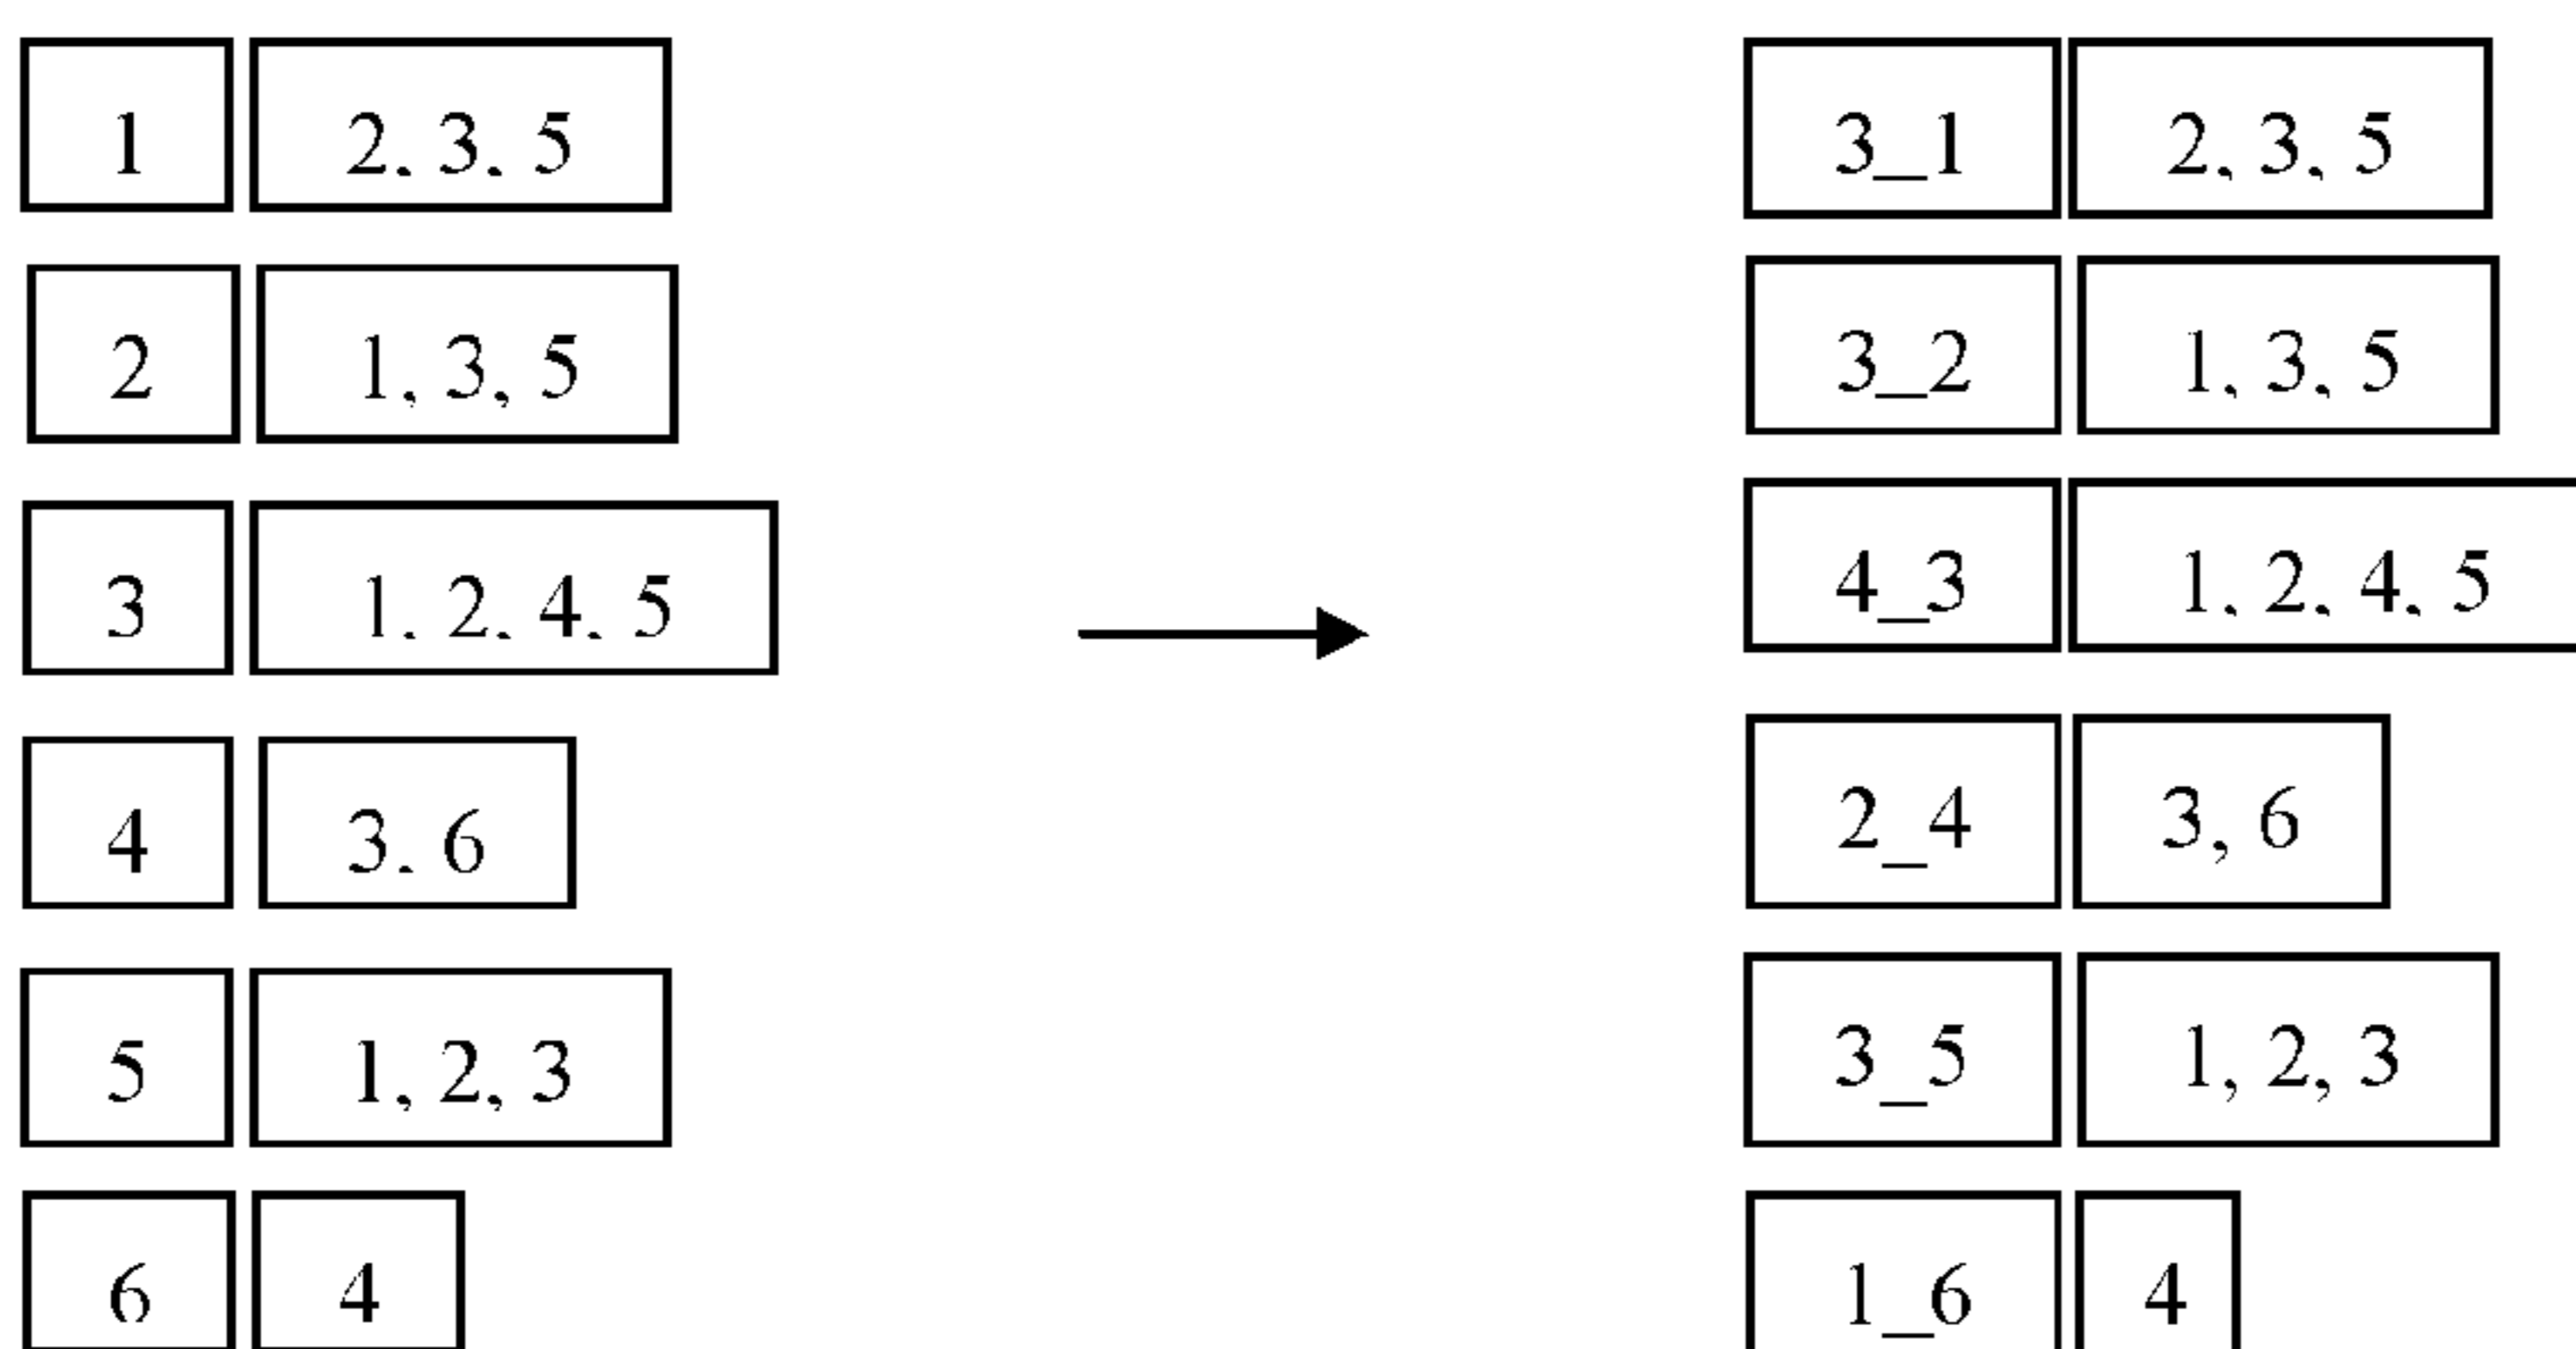 1 2, 3, 5 3_1 2, 3, 5
2 1, 3, 5 3_2 1, 3, 5
3 1, 2, 4, 5 4_3 1, 2, 4, 5
4 3, 6 2_4 3, 6
5 1, 2, 3 3_5 1, 2, 3
6 4 1_6 4